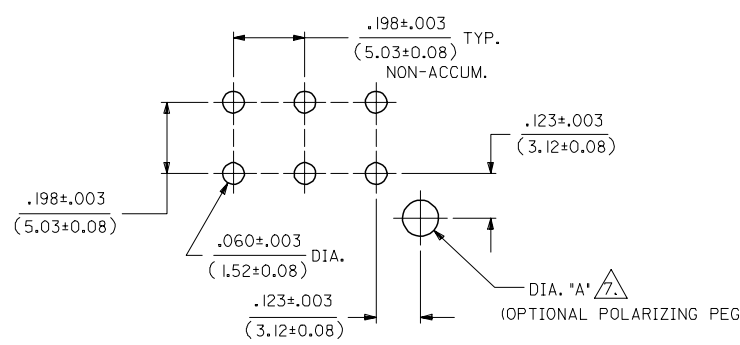 .198±.003 TYP.
(5.03±0.08)
NON-ACCUM.
.123±.003
(3.12±0.08)
.198±.003
(5.03±0.08)
.060±.003 DIA.
(1.52±0.08)
DIA. "A" 7.
(OPTIONAL POLARIZING PEG
.123±.003
(3.12±0.08)